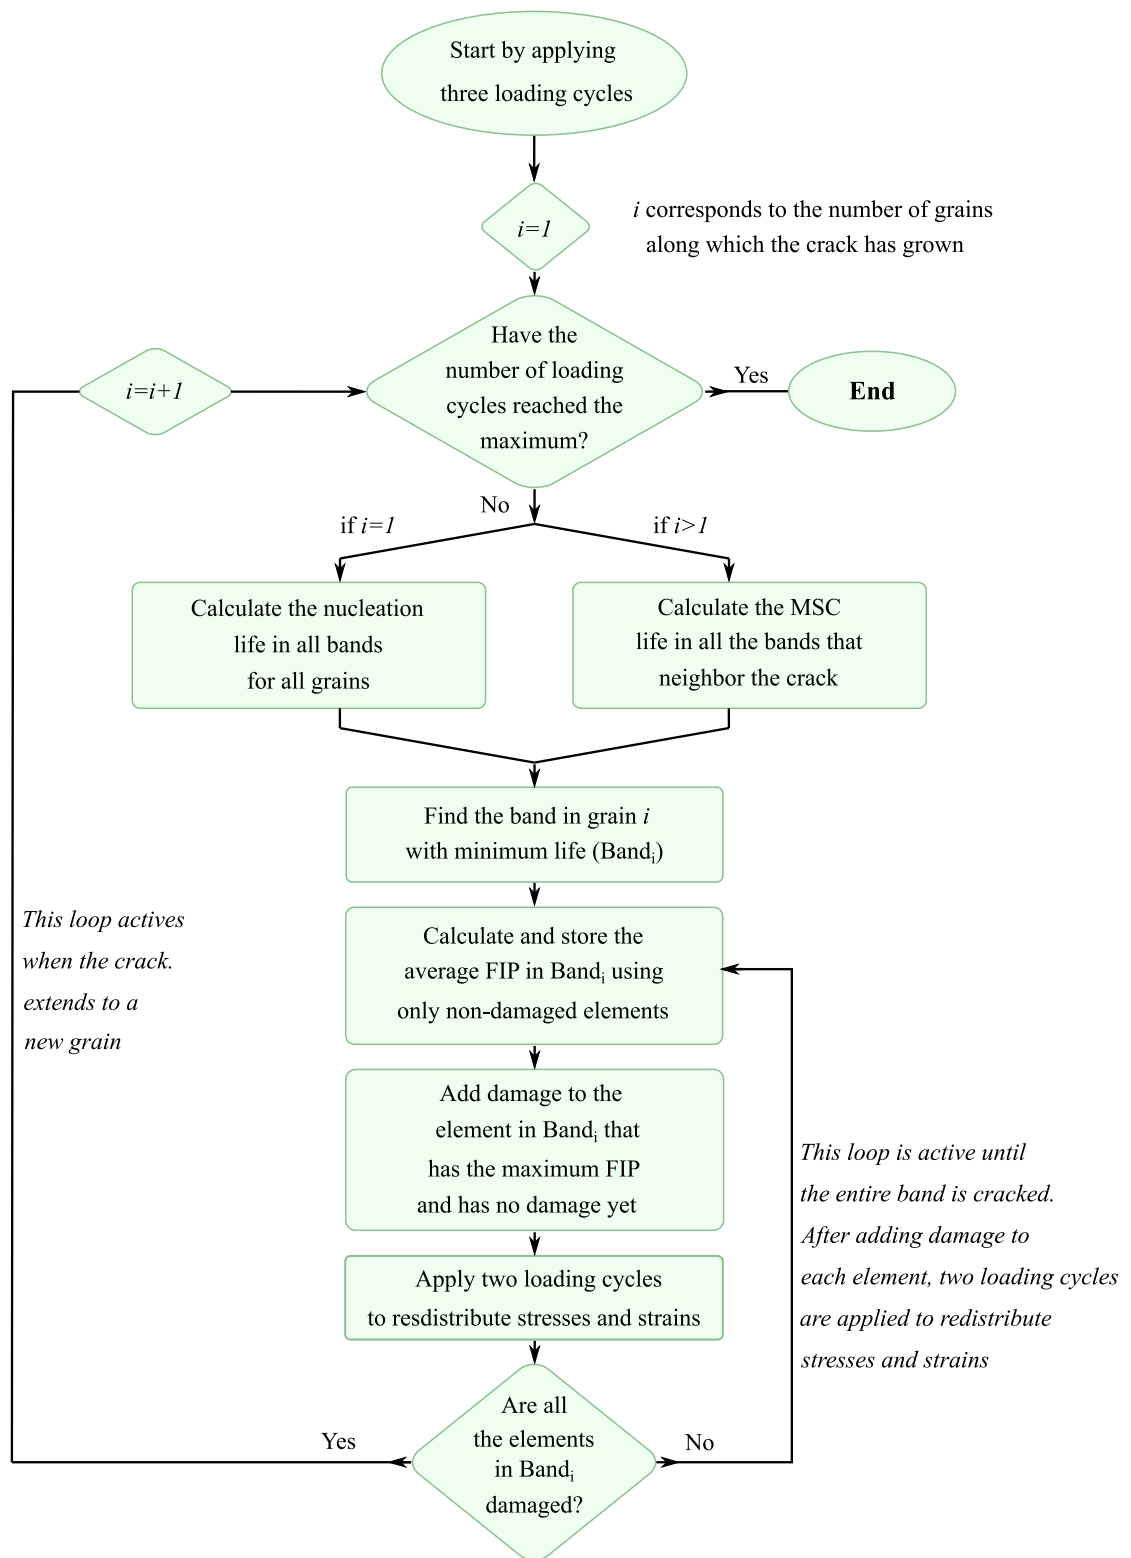 Start by applying
three loading cycles
i=1
i corresponds to the number of grains
along which the crack has grown
Have the
number of loading
cycles reached the
maximum?
i=i+1
Yes
End
No
if i=1
if i>1
Calculate the nucleation
life in all bands
for all grains
Calculate the MSC
life in all the bands that
neighbor the crack
Find the band in grain i
with minimum life (Bandi)
Calculate and store the
average FIP in Bandi using
only non-damaged elements
This loop actives
when the crack.
extends to a
new grain
Add damage to the
element in Bandi that
has the maximum FIP
and has no damage yet
This loop is active until
the entire band is cracked.
After adding damage to
each element, two loading cycles
are applied to redistribute
stresses and strains
Apply two loading cycles
to resdistribute stresses and strains
Are all
the elements
in Bandi
damaged?
Yes
No